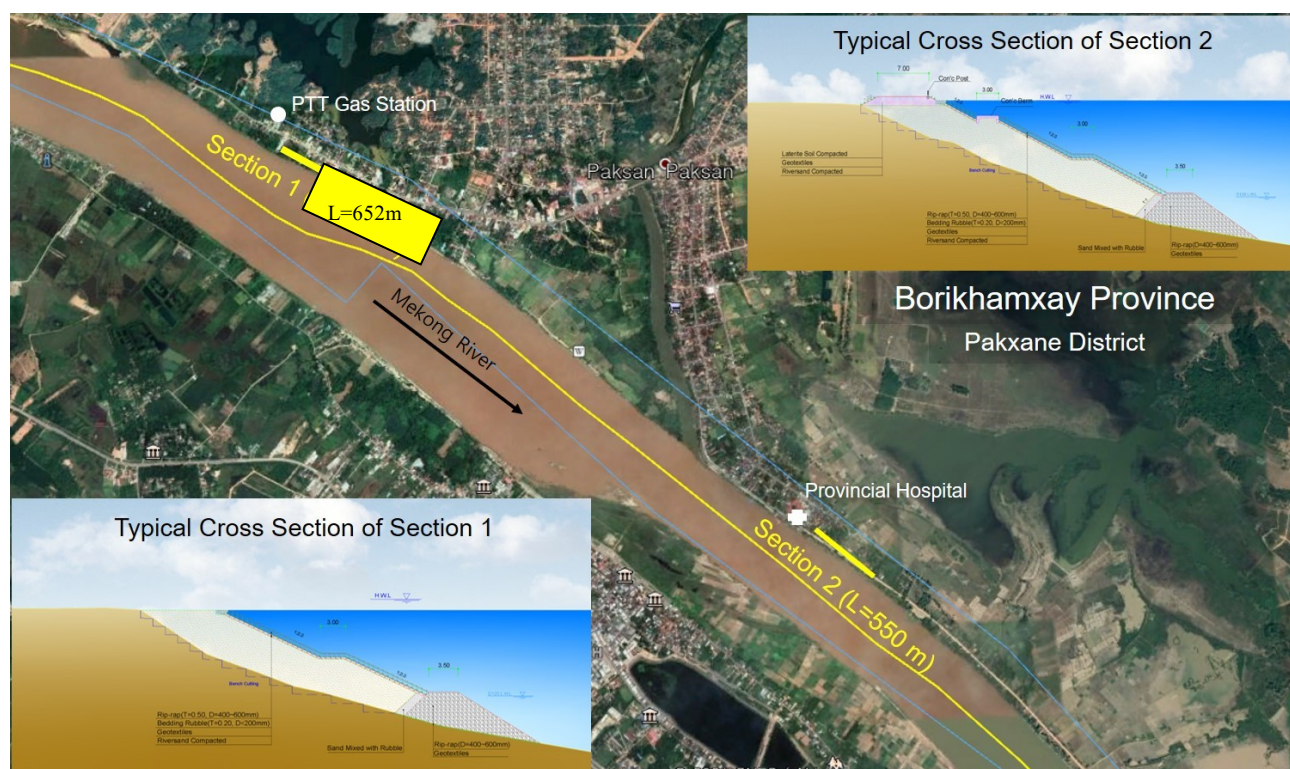 Typical Cross Section of Section 2
7.00
Con'c Post
3.00
H.W.L
Con'c Berm
3.00
3.50
Laterite Soil Compacted
Geotextiles
Riversand Compacted
Bench Cutting
Rip-rap(T=0.50, D=400~600mm)
Bedding Rubble(T=0.20, D<200mm)
Geotextiles
Riversand Compacted
Sand Mixed with Rubble
Rip-rap(D=400~600mm)
Geotextiles
PTT Gas Station
Section 1
L=652m
Paksan Paksan
Borikhamxay Province
Pakxane District
Mekong River
Provincial Hospital
Section 2 (L=550 m)
Typical Cross Section of Section 1
H.W.L
3.00
3.50
Bench Cutting
Rip-rap(T=0.50, D=400~600mm)
Bedding Rubble(T=0.20, D<200mm)
Geotextiles
Riversand Compacted
Sand Mixed with Rubble
Rip-rap(D=400~600mm)
Geotextiles